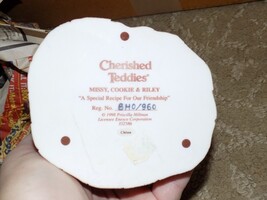 Cherished
Teddies®
MISSY, COOKIE & RILEY
"A Special Recipe For Our Friendship"
Reg. No. 8H0/960
© 1998 Priscilla Hillman
Licensee Enesco Corporation
China